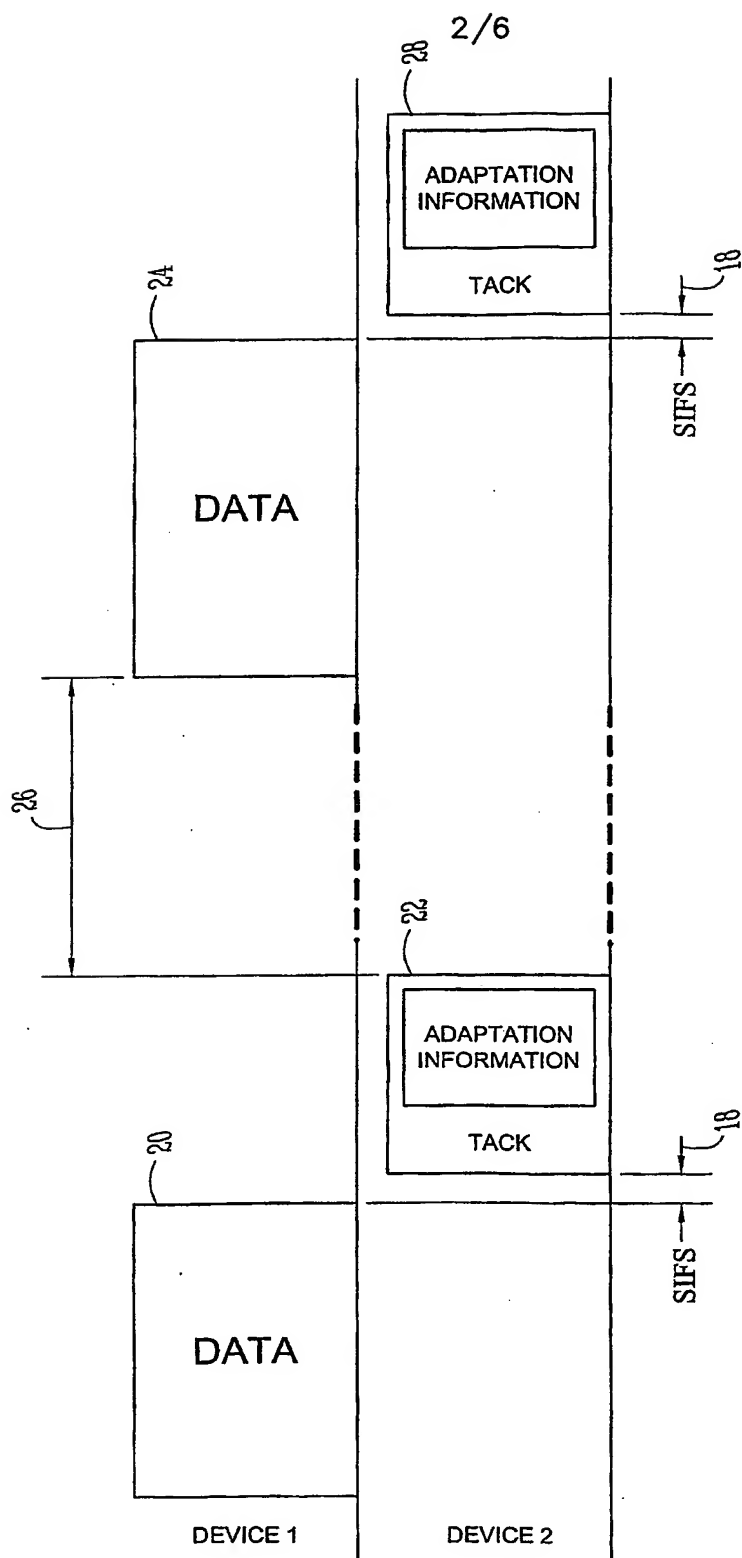 2/6
DEVICE 1
DEVICE 2
DATA
20
SIFS
18
TACK
ADAPTATION
INFORMATION
22
26
DATA
24
SIFS
18
TACK
ADAPTATION
INFORMATION
28